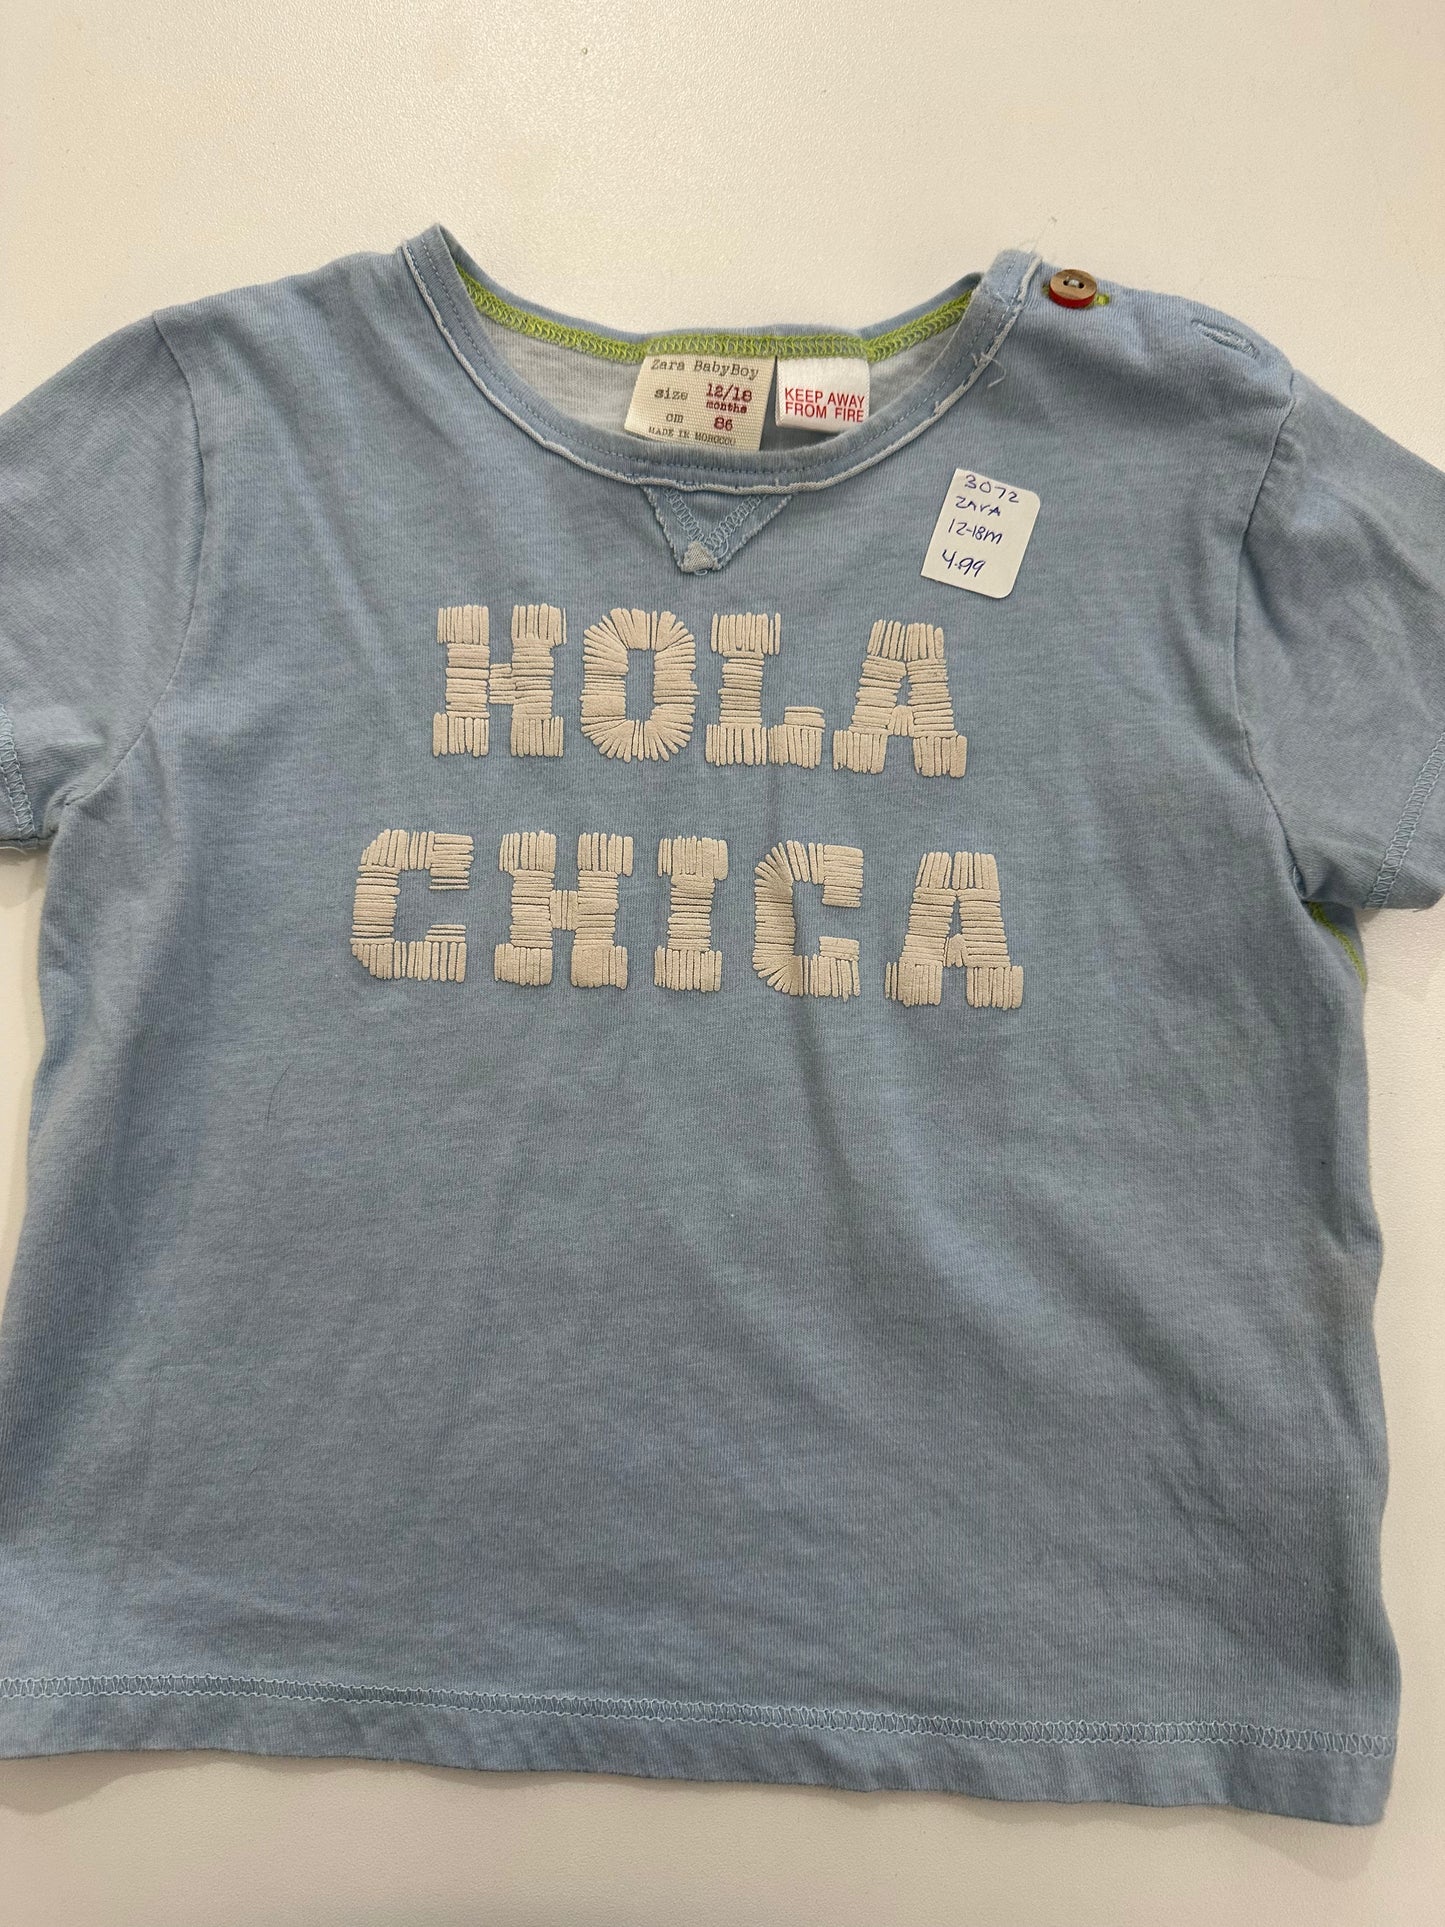 Zara BabyBoy
size 12/18
months
cm 86
MADE IN MOROCCO
KEEP AWAY
FROM FIRE
3072
ZARA
12-18m
4.99
HOLA
CHICA